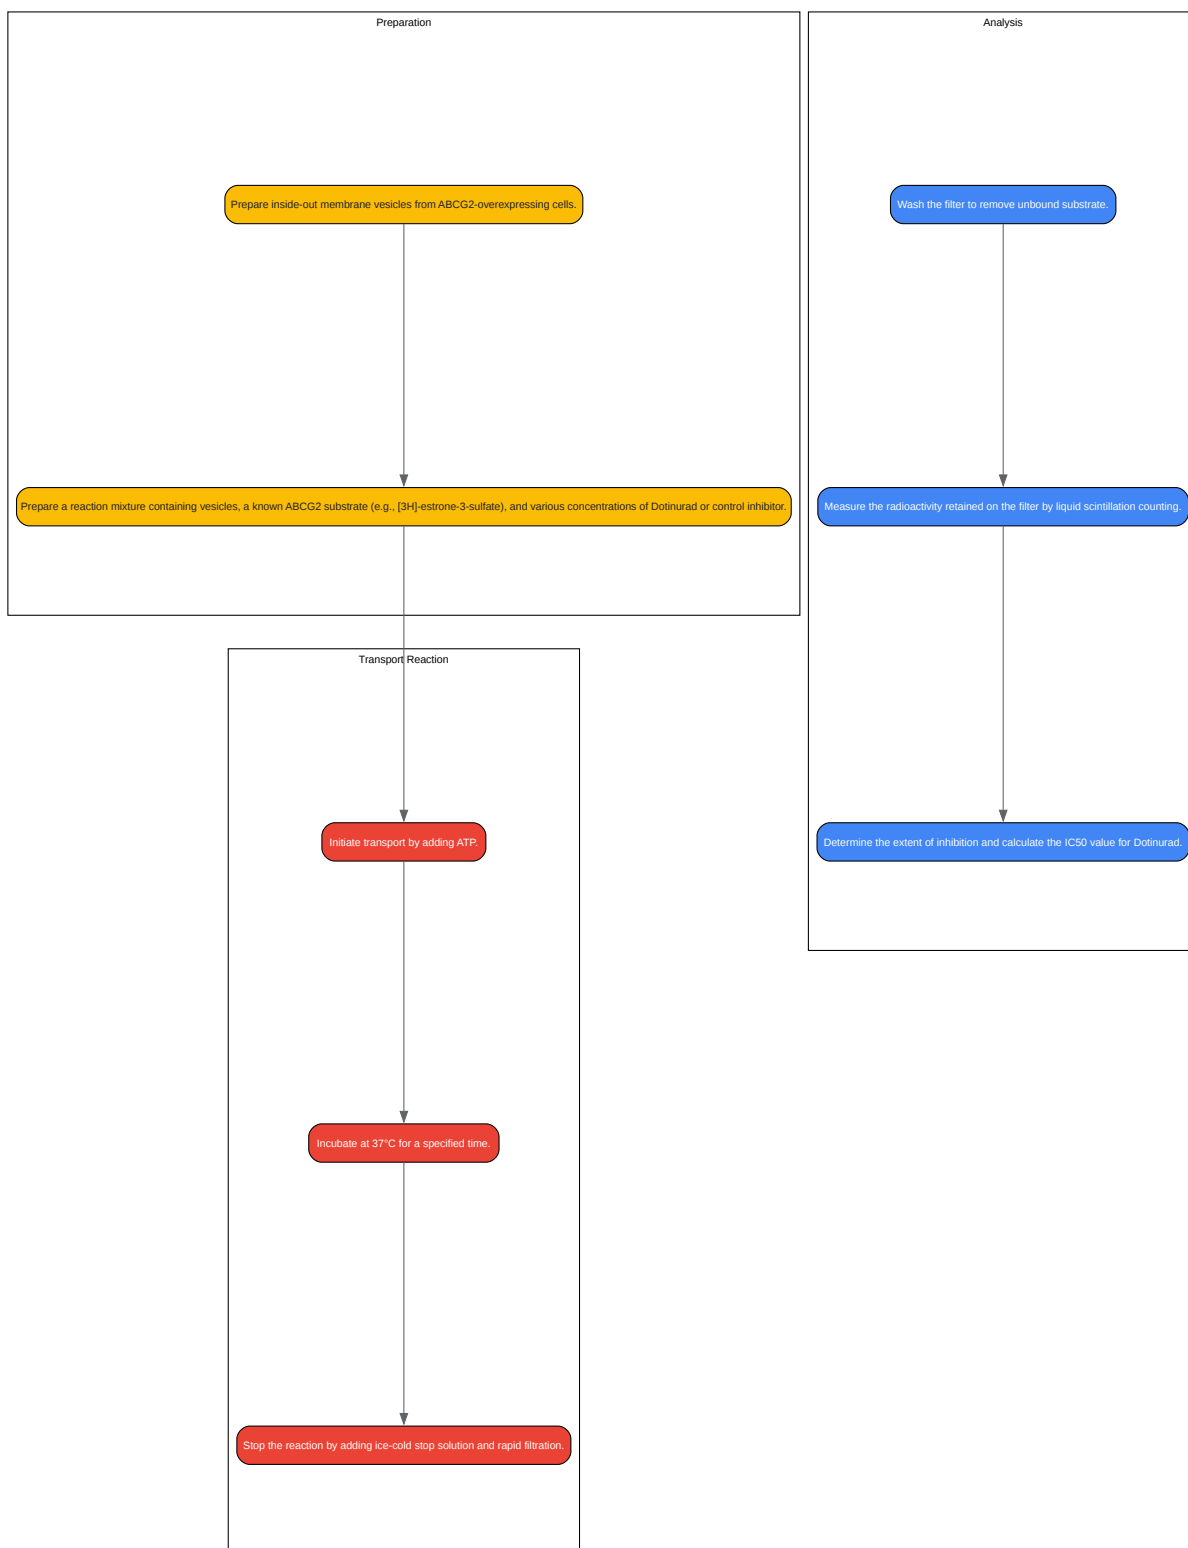 Preparation
Prepare inside-out membrane vesicles from ABCG2-overexpressing cells.
Prepare a reaction mixture containing vesicles, a known ABCG2 substrate (e.g., [3H]-estrone-3-sulfate), and various concentrations of Dotinurad or control inhibitor.
Transport Reaction
Initiate transport by adding ATP.
Incubate at 37°C for a specified time.
Stop the reaction by adding ice-cold stop solution and rapid filtration.
Analysis
Wash the filter to remove unbound substrate.
Measure the radioactivity retained on the filter by liquid scintillation counting.
Determine the extent of inhibition and calculate the IC50 value for Dotinurad.